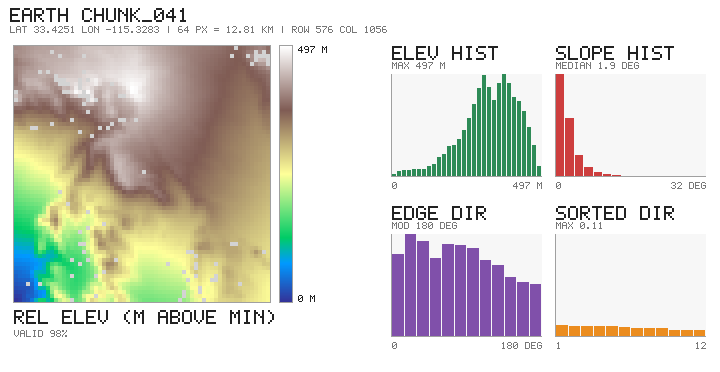 EARTH CHUNK_041
LAT 33.4251 LON -115.3283 | 64 PX = 12.81 KM | ROW 576 COL 1056
497 M
0 M
REL ELEV (M ABOVE MIN)
VALID 98%
ELEV HIST
MAX 497 M
0 497 M
SLOPE HIST
MEDIAN 1.9 DEG
0 32 DEG
EDGE DIR
MOD 180 DEG
0 180 DEG
SORTED DIR
MAX 0.11
1 12